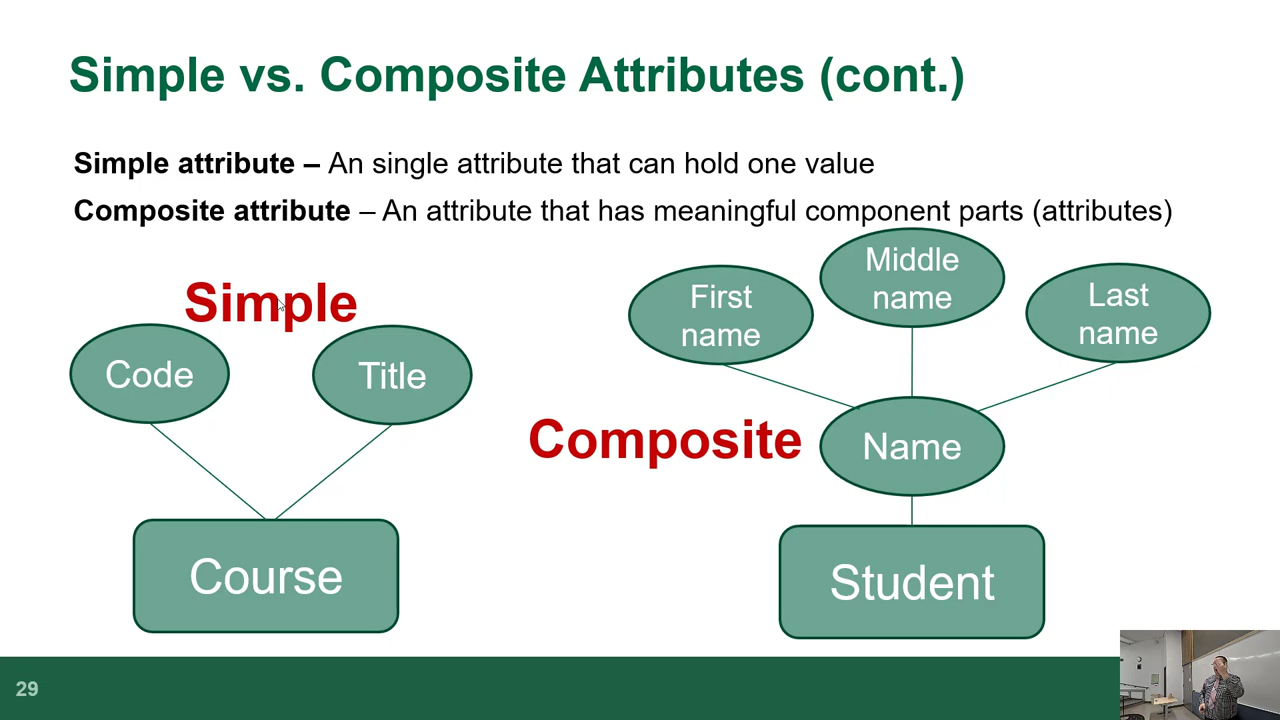 Simple vs. Composite Attributes (cont.)
Simple attribute – An single attribute that can hold one value
Composite attribute – An attribute that has meaningful component parts (attributes)
Simple
Code
Title
Course
Middle
name
First
name
Last
name
Composite
Name
Student
29